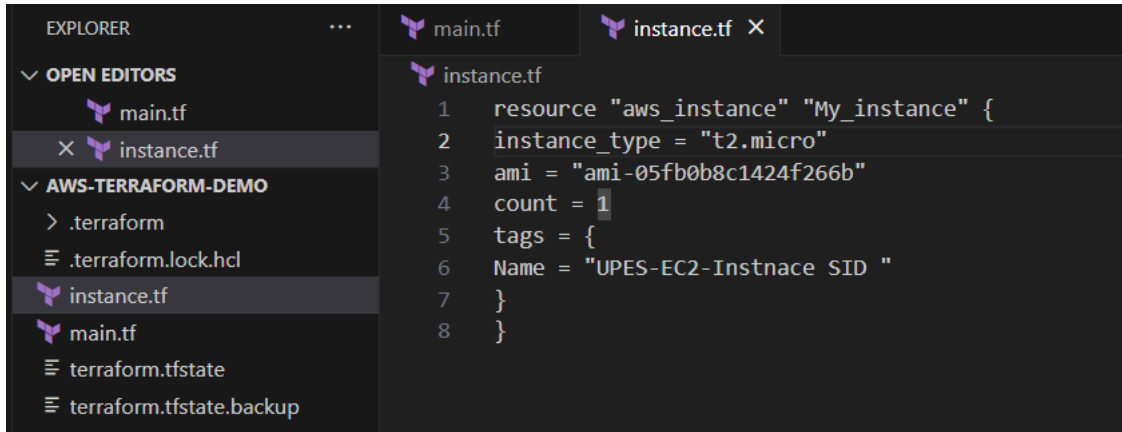 EXPLORER ...
OPEN EDITORS
main.tf
instance.tf
AWS-TERRAFORM-DEMO
.terraform
.terraform.lock.hcl
instance.tf
main.tf
terraform.tfstate
terraform.tfstate.backup
main.tf instance.tf
instance.tf
1 resource "aws_instance" "My_instance" {
2 instance_type = "t2.micro"
3 ami = "ami-05fb0b8c1424f266b"
4 count = 1
5 tags = {
6 Name = "UPES-EC2-Instnace SID "
7 }
8 }